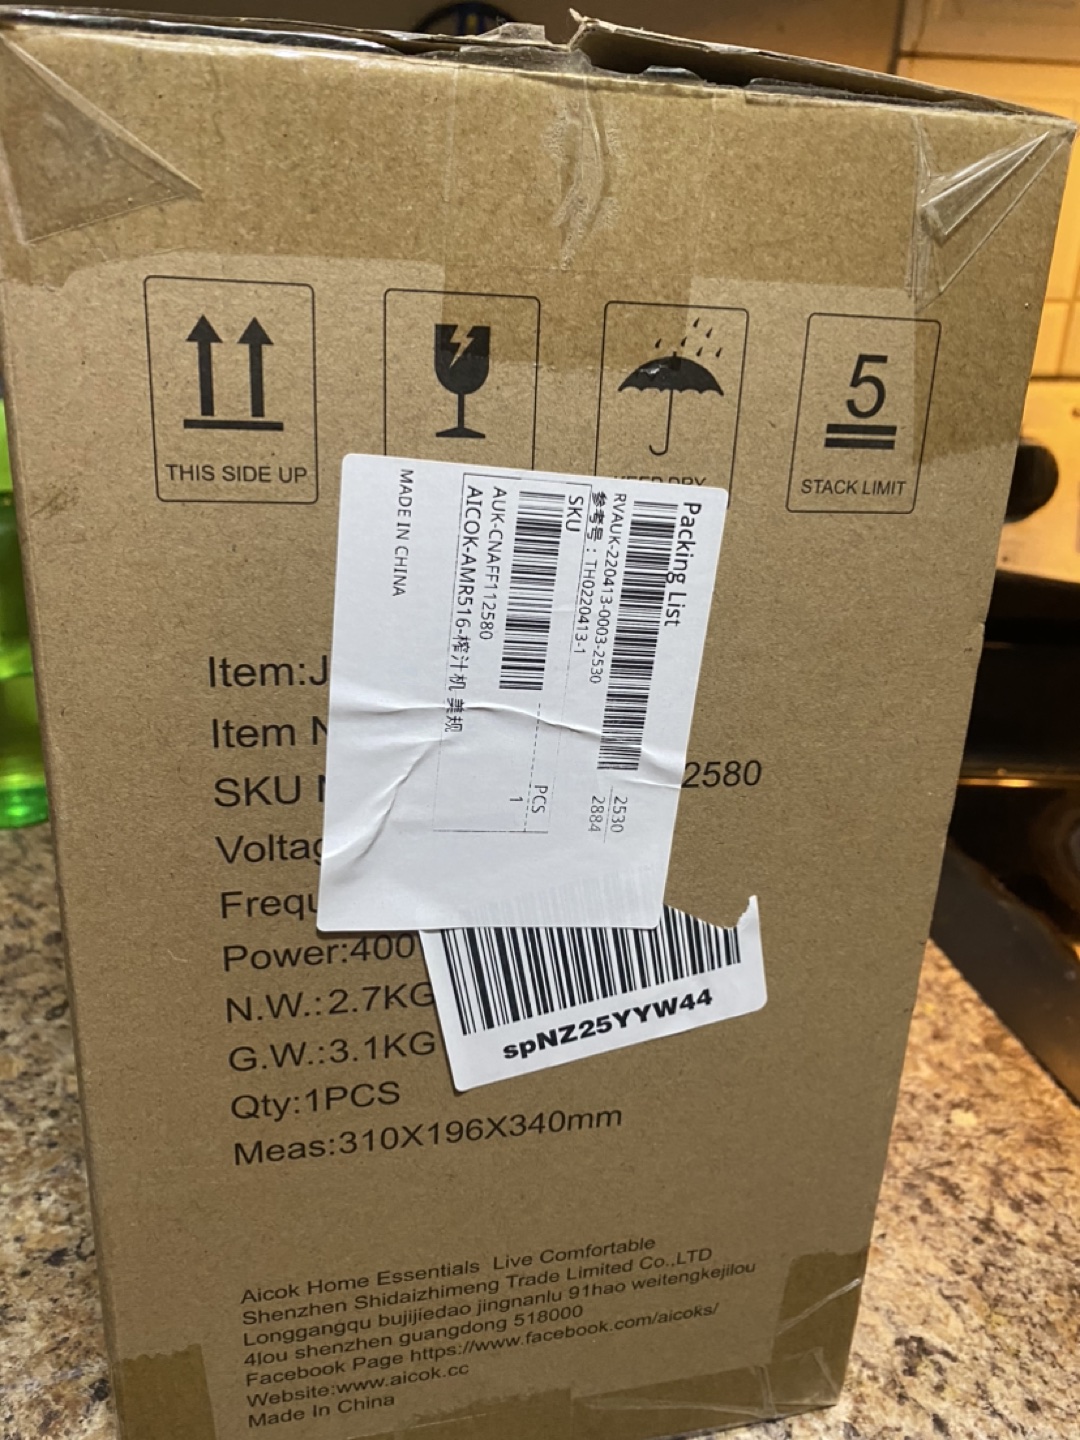 THIS SIDE UP
5
STACK LIMIT
Packing List
RVAUK-220413-0003-2530 2530
参考号：TH0220413-1 2884
SKU PCS
AUK-CNAFF112580 1
AICOK-AMR516-榨汁机 美规
MADE IN CHINA
Item:J
Item N
SKU 2580
Frequ
Power:400
N.W.:2.7KG
G.W.:3.1KG
Qty:1PCS
Meas:310X196X340mm
spNZ25YYW44
Aicok Home Essentials Live Comfortable
Shenzhen Shidaizhimeng Trade Limited Co.,LTD
Longgangqu bujijiedao jingnanlu 91hao weitengkejilou
4lou shenzhen guangdong 518000
Facebook Page https://www.facebook.com/aicoks/
Website:www.aicok.cc
Made In China